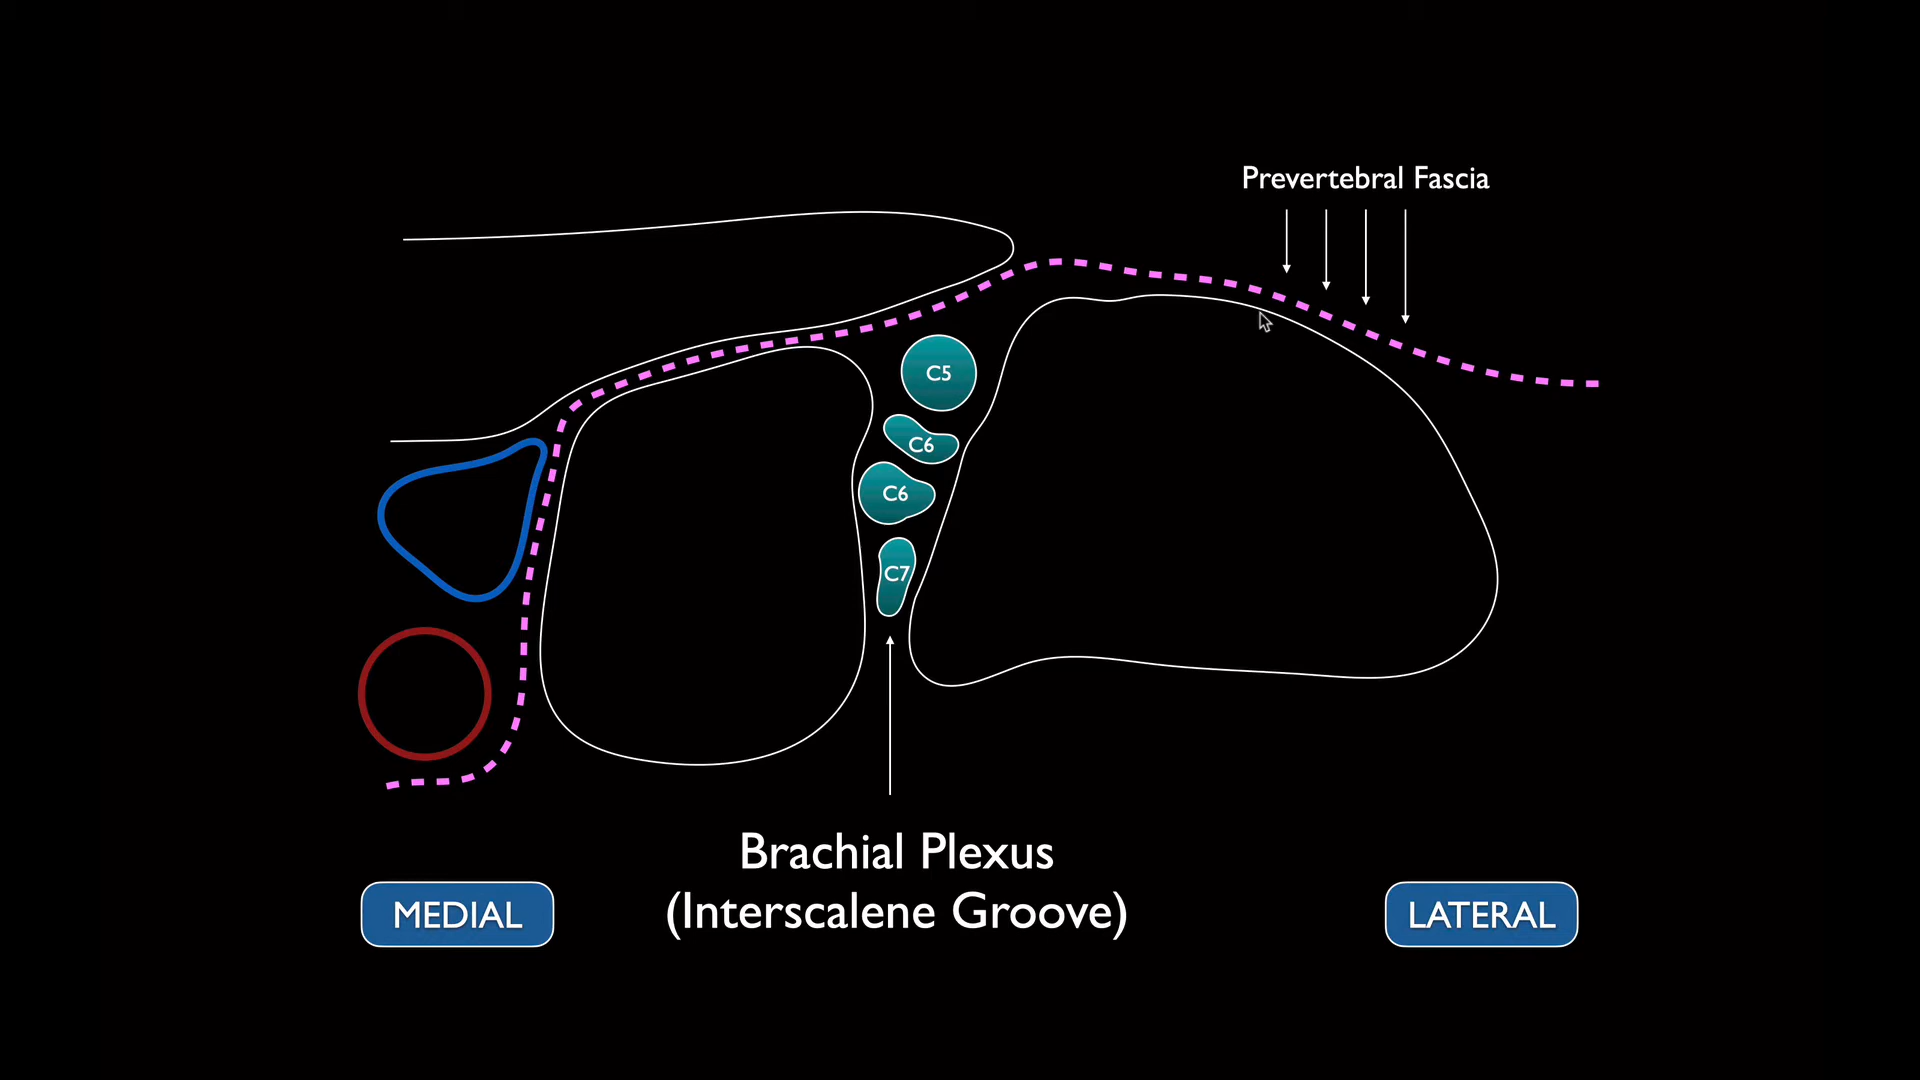 Prevertebral Fascia
C5
C6
C6
C7
Brachial Plexus
(Interscalene Groove)
MEDIAL
LATERAL